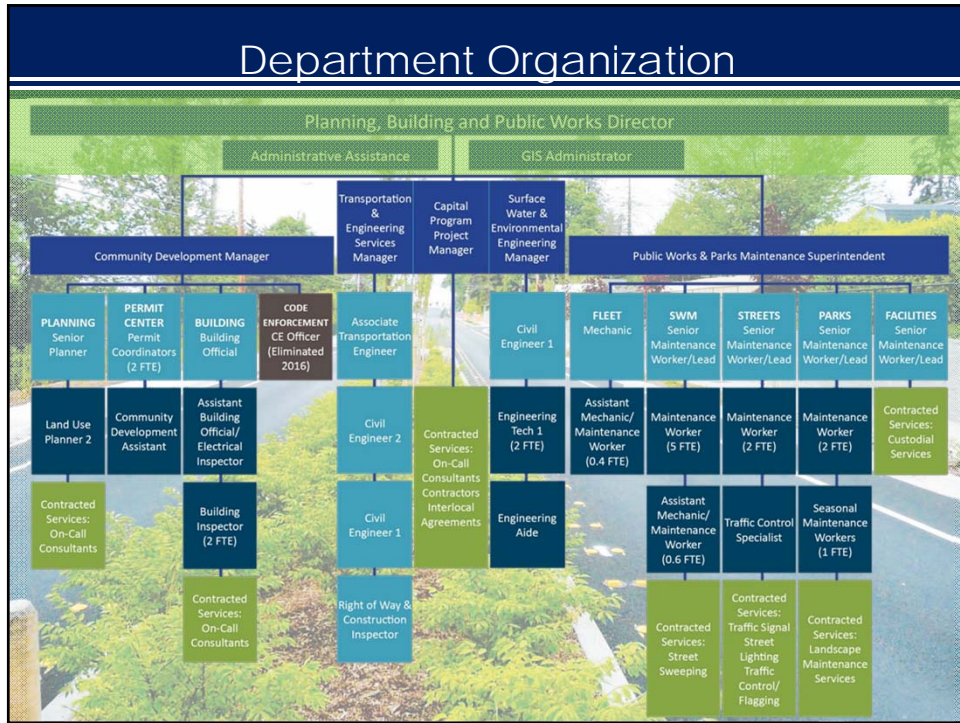 Department Organization
Planning, Building and Public Works Director
Administrative Assistance
GIS Administrator
Community Development Manager
Transportation
&
Engineering
Services
Manager
Capital
Program
Project
Manager
Surface
Water &
Environmental
Engineering
Manager
Public Works & Parks Maintenance Superintendent
PLANNING
Senior
Planner
PERMIT
CENTER
Permit
Coordinators
(2 FTE)
BUILDING
Building
Official
CODE
ENFORCEMENT
CE Officer
(Eliminated
2016)
Associate
Transportation
Engineer
Civil
Engineer 1
FLEET
Mechanic
SWM
Senior
Maintenance
Worker/Lead
STREETS
Senior
Maintenance
Worker/Lead
PARKS
Senior
Maintenance
Worker/Lead
FACILITIES
Senior
Maintenance
Worker/Lead
Land Use
Planner 2
Community
Development
Assistant
Assistant
Building
Official/
Electrical
Inspector
Civil
Engineer 2
Contracted
Services:
On-Call
Consultants
Contractors
Interlocal
Agreements
Engineering
Tech 1
(2 FTE)
Assistant
Mechanic/
Maintenance
Worker
(0.4 FTE)
Maintenance
Worker
(5 FTE)
Maintenance
Worker
(2 FTE)
Maintenance
Worker
(2 FTE)
Contracted
Services:
Custodial
Services
Contracted
Services:
On-Call
Consultants
Building
Inspector
(2 FTE)
Civil
Engineer 1
Engineering
Aide
Assistant
Mechanic/
Maintenance
Worker
(0.6 FTE)
Traffic Control
Specialist
Seasonal
Maintenance
Workers
(1 FTE)
Contracted
Services:
On-Call
Consultants
Right of Way &
Construction
Inspector
Contracted
Services:
Street
Sweeping
Contracted
Services:
Traffic Signal
Street
Lighting
Traffic
Control/
Flagging
Contracted
Services:
Landscape
Maintenance
Services